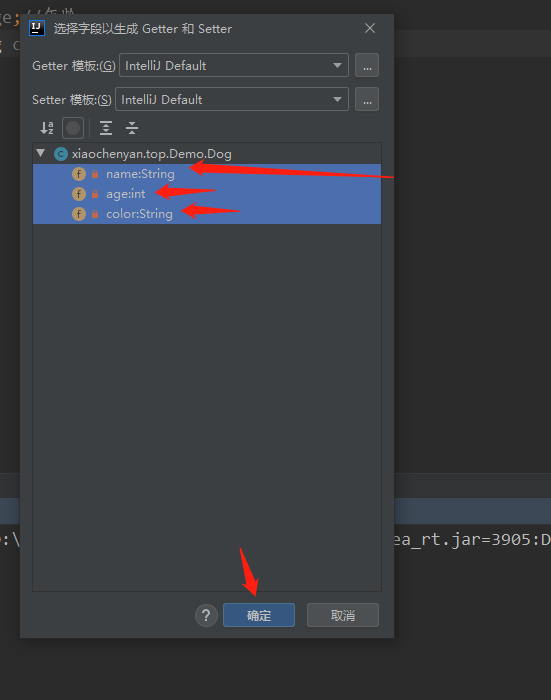 ge;//年龄
选择字段以生成 Getter 和 Setter
Getter 模板:(G) IntelliJ Default ...
Setter 模板:(S) IntelliJ Default ...
xiaochenyan.top.Demo.Dog
name:String
age:int
color:String
:\ ea_rt.jar=3905:D
? 确定 取消